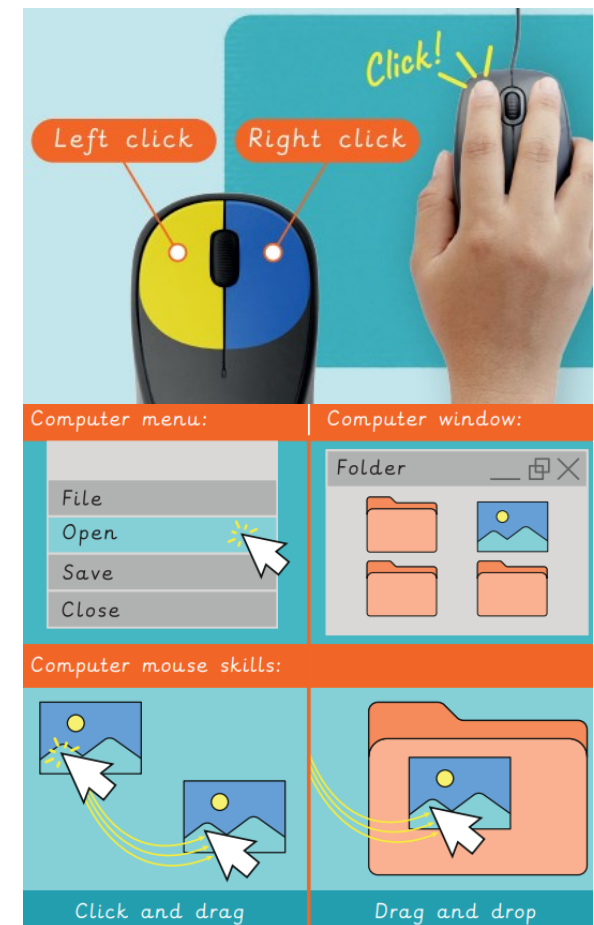 Click!
Left click
Right click
Computer menu:
Computer window:
File
Open
Save
Close
Folder
Computer mouse skills:
Click and drag
Drag and drop